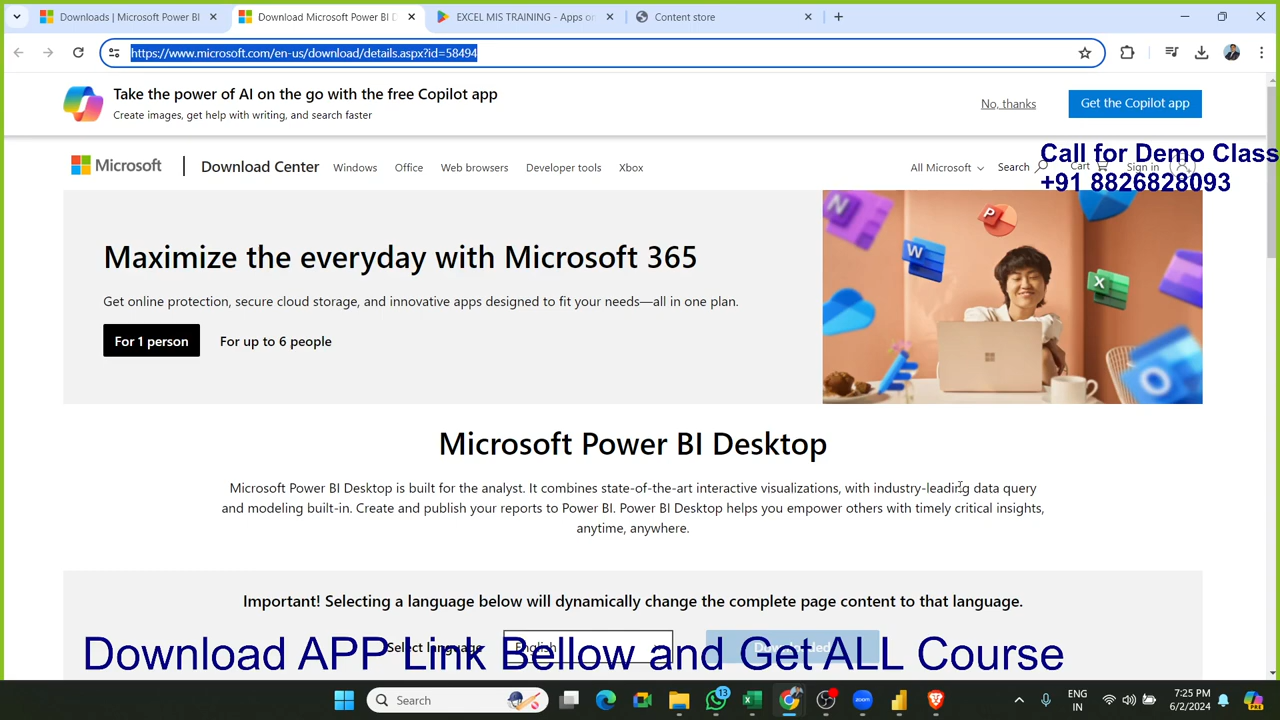 Downloads | Microsoft Power BI
Download Microsoft Power BI D
EXCEL MIS TRAINING - Apps on
Content store
https://www.microsoft.com/en-us/download/details.aspx?id=58494
Take the power of AI on the go with the free Copilot app
Create images, get help with writing, and search faster
No, thanks
Get the Copilot app
Microsoft
Download Center
Windows
Office
Web browsers
Developer tools
Xbox
All Microsoft
Search
Cart
Sign in
Call for Demo Class
+91 8826828093
Maximize the everyday with Microsoft 365
Get online protection, secure cloud storage, and innovative apps designed to fit your needs—all in one plan.
For 1 person
For up to 6 people
Microsoft Power BI Desktop
Microsoft Power BI Desktop is built for the analyst. It combines state-of-the-art interactive visualizations, with industry-leading data query
and modeling built-in. Create and publish your reports to Power BI. Power BI Desktop helps you empower others with timely critical insights,
anytime, anywhere.
Important! Selecting a language below will dynamically change the complete page content to that language.
Select language
English
Download APP Link Bellow and Get ALL Course
Search
13
ENG
IN
7:25 PM
6/2/2024